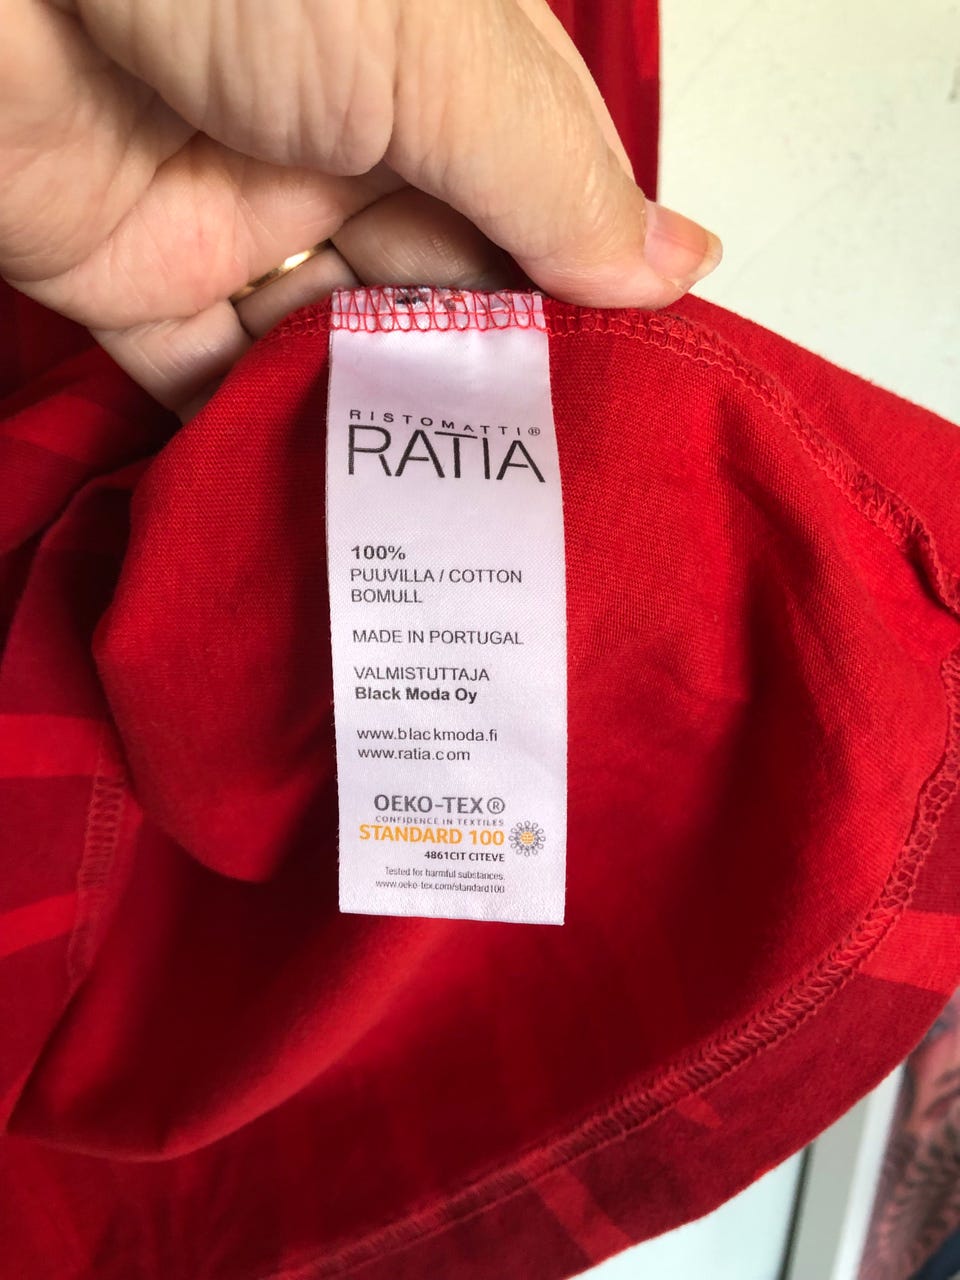 RISTOMATTI®
RATIA
100%
PUUVILLA / COTTON
BOMULL
MADE IN PORTUGAL
VALMISTUTTAJA
Black Moda Oy
www.blackmoda.fi
www.ratia.com
OEKO-TEX®
CONFIDENCE IN TEXTILES
STANDARD 100
4861CIT CITEVE
Tested for harmful substances.
www.oeko-tex.com/standard100